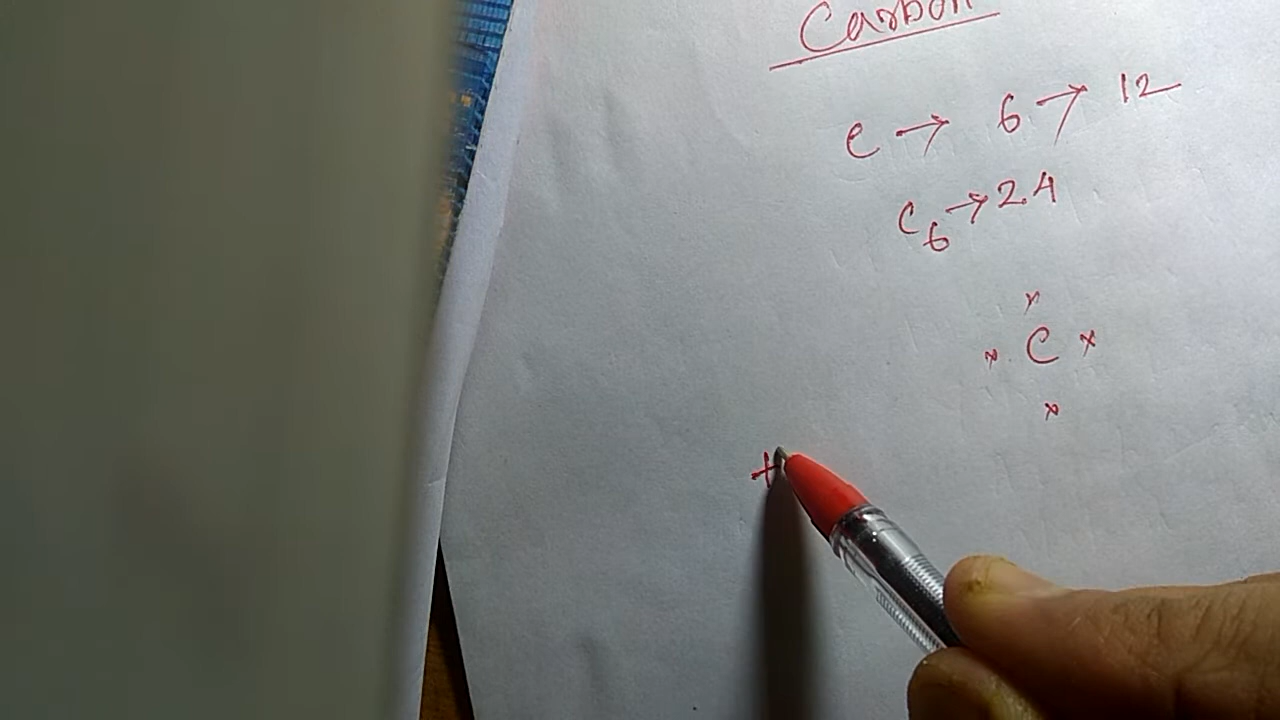 Carbon
C → 6 → 12
C₆ → 24
x
x C x
x
+